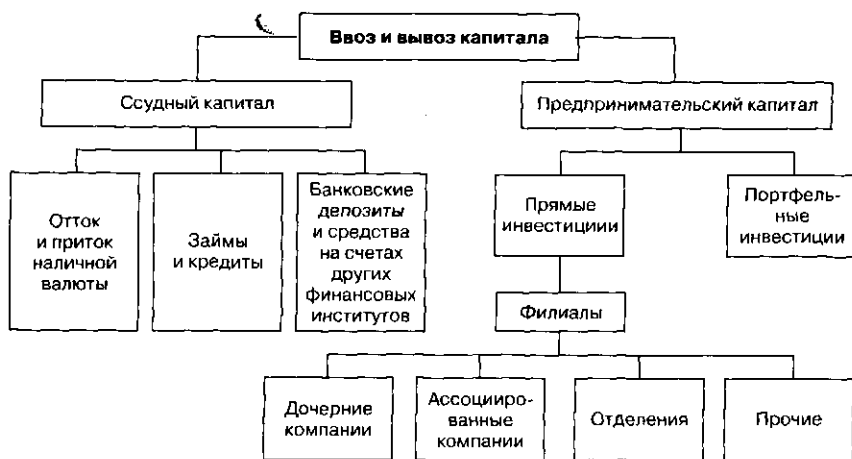 Ввоз и вывоз капитала
Ссудный капитал
Предпринимательский капитал
Отток
и приток
наличной
валюты
Займы
и кредиты
Банковские
депозиты
и средства
на счетах
других
финансовых
институтов
Прямые
инвестициии
Портфель-
ные
инвестиции
Филиалы
Дочерние
компании
Ассоцииро-
ванные
компании
Отделения
Прочие